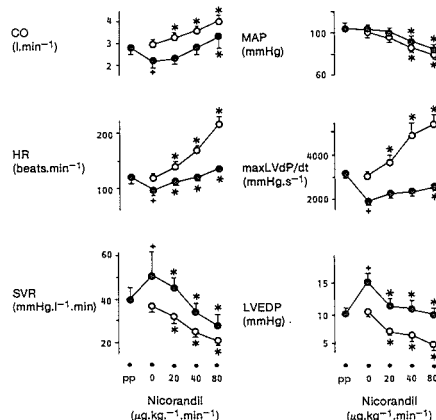 CO
(l.min⁻¹)
4
3
2
*
*
*
+
MAP
(mmHg)
100
60
*
*
*
*
HR
(beats.min⁻¹)
200
100
*
*
*
*
*
*
+
maxLVdP/dt
(mmHg.s⁻¹)
4000
2000
*
*
*
*
+
SVR
(mmHg.l⁻¹.min)
60
40
20
+
*
*
*
*
*
*
LVEDP
(mmHg)
15
10
5
+
*
*
*
*
*
*
pp 0 20 40 80
Nicorandil
(µg.kg.⁻¹.min⁻¹)
pp 0 20 40 80
Nicorandil
(µg.kg⁻¹.min⁻¹)